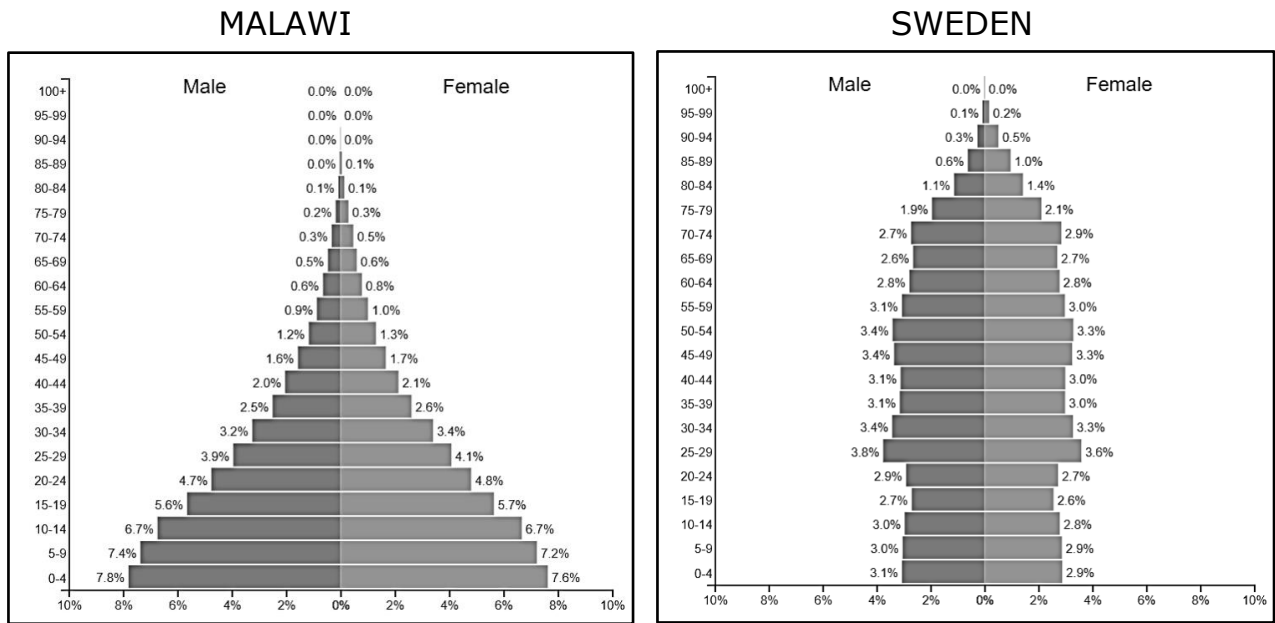 MALAWI
Male Female
100+ 0.0% 0.0%
95-99 0.0% 0.0%
90-94 0.0% 0.0%
85-89 0.0% 0.1%
80-84 0.1% 0.1%
75-79 0.2% 0.3%
70-74 0.3% 0.5%
65-69 0.5% 0.6%
60-64 0.6% 0.8%
55-59 0.9% 1.0%
50-54 1.2% 1.3%
45-49 1.6% 1.7%
40-44 2.0% 2.1%
35-39 2.5% 2.6%
30-34 3.2% 3.4%
25-29 3.9% 4.1%
20-24 4.7% 4.8%
15-19 5.6% 5.7%
10-14 6.7% 6.7%
5-9 7.4% 7.2%
0-4 7.8% 7.6%
10% 8% 6% 4% 2% 0% 2% 4% 6% 8% 10%
SWEDEN
Male Female
100+ 0.0% 0.0%
95-99 0.1% 0.2%
90-94 0.3% 0.5%
85-89 0.6% 1.0%
80-84 1.1% 1.4%
75-79 1.9% 2.1%
70-74 2.7% 2.9%
65-69 2.6% 2.7%
60-64 2.8% 2.8%
55-59 3.1% 3.0%
50-54 3.4% 3.3%
45-49 3.4% 3.3%
40-44 3.1% 3.0%
35-39 3.1% 3.0%
30-34 3.4% 3.3%
25-29 3.8% 3.6%
20-24 2.9% 2.7%
15-19 2.7% 2.6%
10-14 3.0% 2.8%
5-9 3.0% 2.9%
0-4 3.1% 2.9%
10% 8% 6% 4% 2% 0% 2% 4% 6% 8% 10%